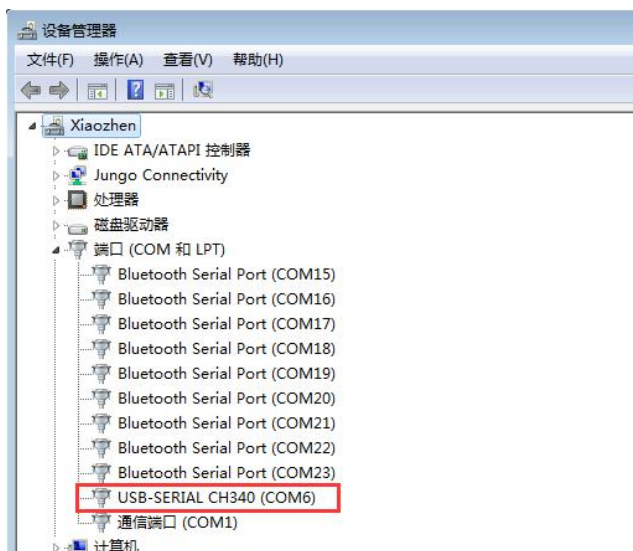 设备管理器
文件(F) 操作(A) 查看(V) 帮助(H)
Xiaozhen
IDE ATA/ATAPI 控制器
Jungo Connectivity
处理器
磁盘驱动器
端口 (COM 和 LPT)
Bluetooth Serial Port (COM15)
Bluetooth Serial Port (COM16)
Bluetooth Serial Port (COM17)
Bluetooth Serial Port (COM18)
Bluetooth Serial Port (COM19)
Bluetooth Serial Port (COM20)
Bluetooth Serial Port (COM21)
Bluetooth Serial Port (COM22)
Bluetooth Serial Port (COM23)
USB-SERIAL CH340 (COM6)
通信端口 (COM1)
计算机